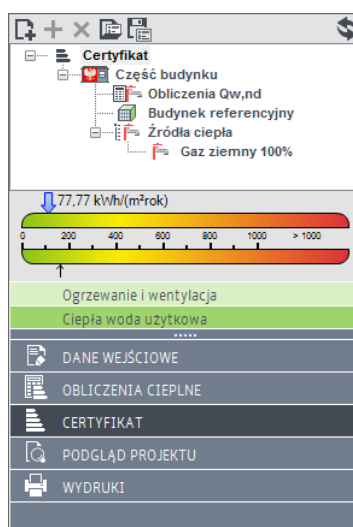 Certyfikat
Część budynku
Obliczenia Qw,nd
Budynek referencyjny
Źródła ciepła
Gaz ziemny 100%
77,77 kWh/(m²rok)
0 200 400 600 800 1000 > 1000
Ogrzewanie i wentylacja
Ciepła woda użytkowa
DANE WEJŚCIOWE
OBLICZENIA CIEPLNE
CERTYFIKAT
PODGLĄD PROJEKTU
WYDRUKI